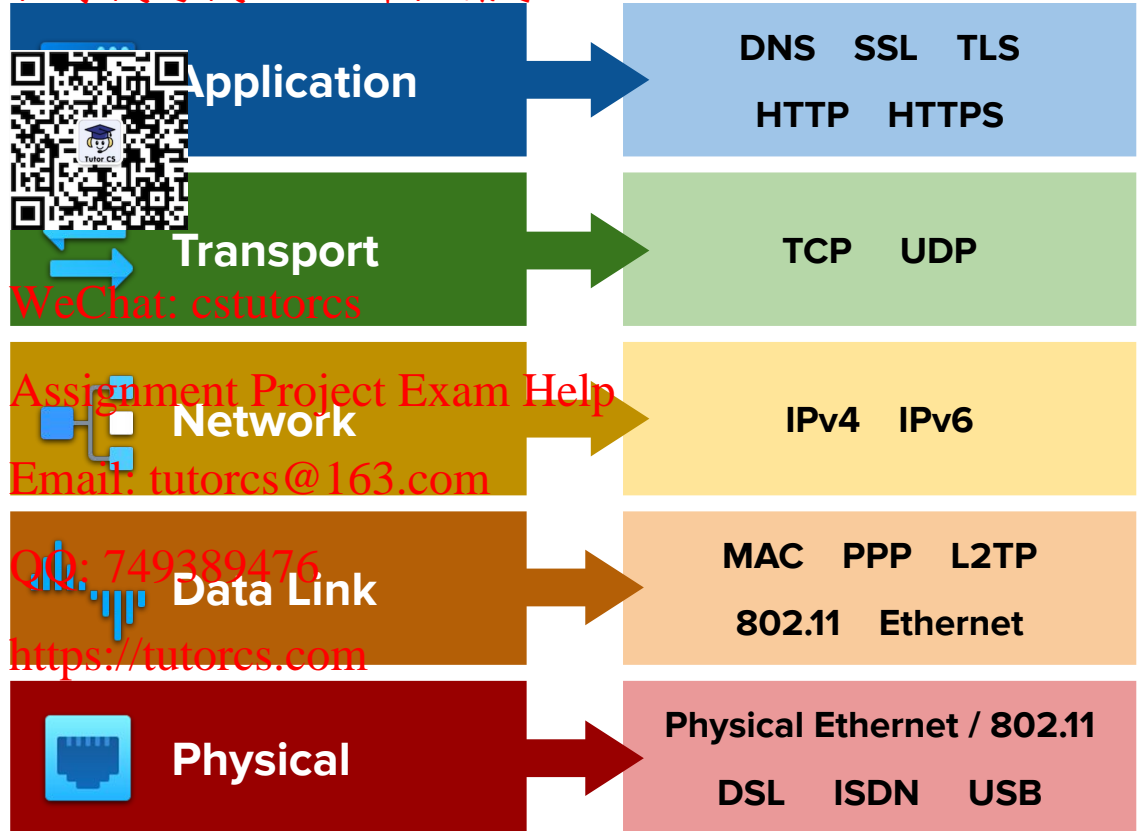 Application
DNS SSL TLS
HTTP HTTPS
Tutor CS
Transport
TCP UDP
WeChat: cstutorcs
Assignment Project Exam Help
Network
IPv4 IPv6
Email: tutorcs@163.com
QQ: 749389476
Data Link
MAC PPP L2TP
802.11 Ethernet
https://tutorcs.com
Physical
Physical Ethernet / 802.11
DSL ISDN USB